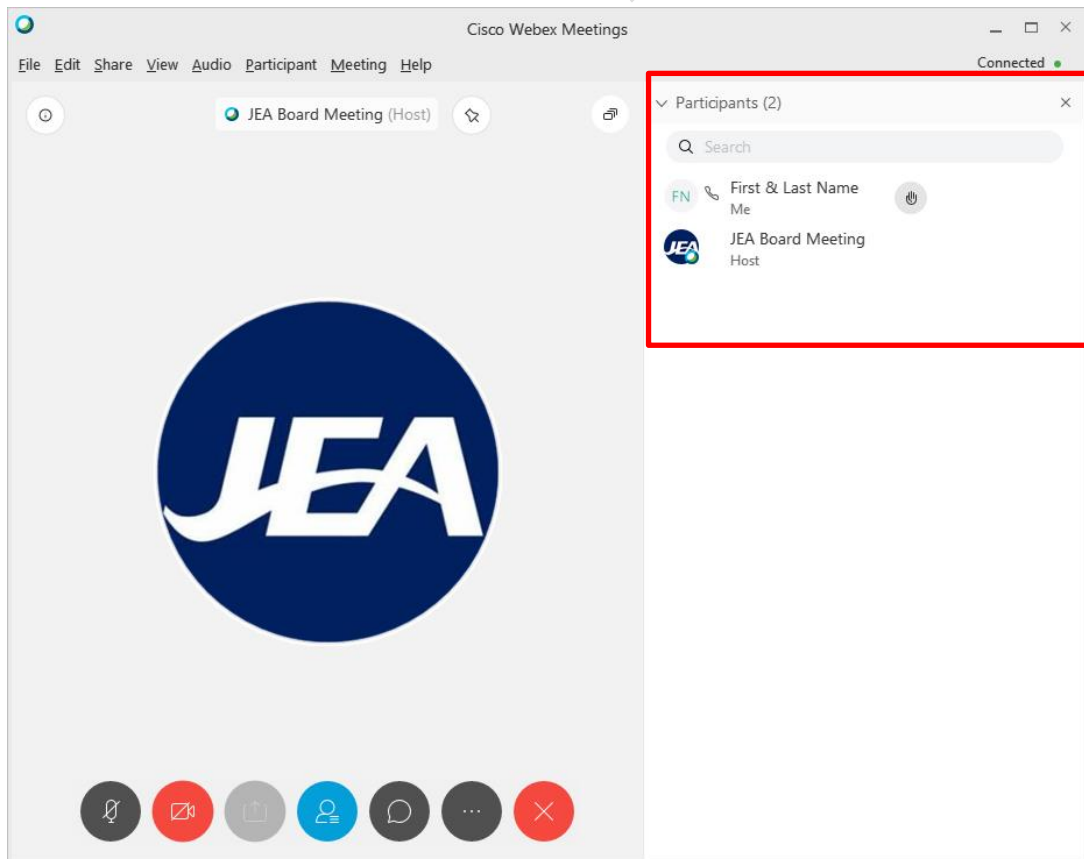 Cisco Webex Meetings
File Edit Share View Audio Participant Meeting Help
Connected
JEA Board Meeting (Host)
Participants (2)
Search
FN
First & Last Name
Me
JEA
JEA Board Meeting
Host
JEA